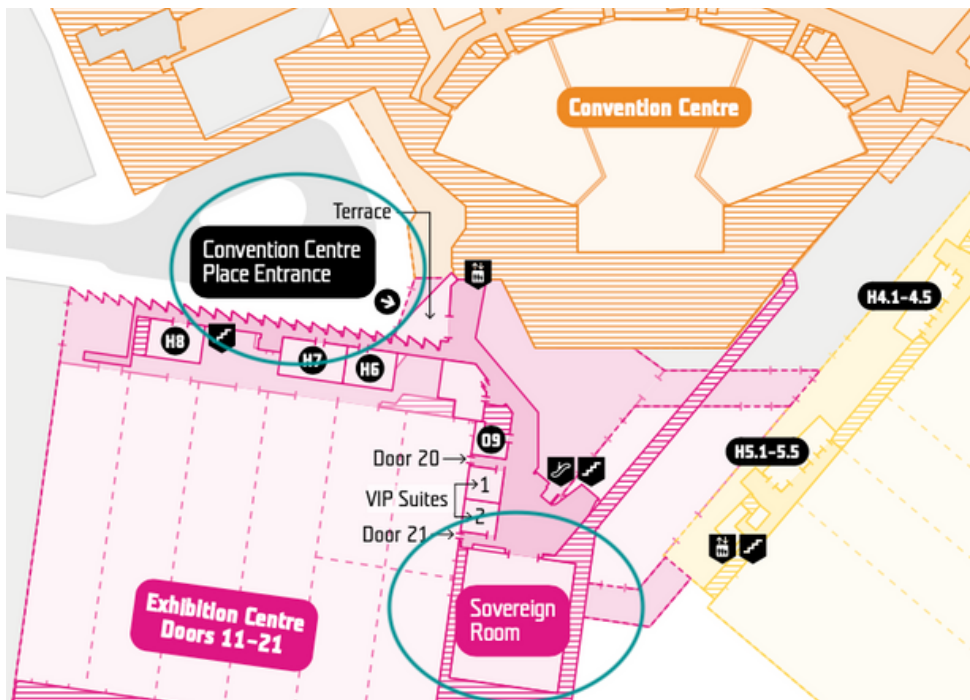 Convention Centre
Terrace
Convention Centre
Place Entrance
H4.1-4.5
H8
H7
H6
09
H5.1-5.5
Door 20
1
VIP Suites
2
Door 21
Exhibition Centre
Doors 11-21
Sovereign
Room